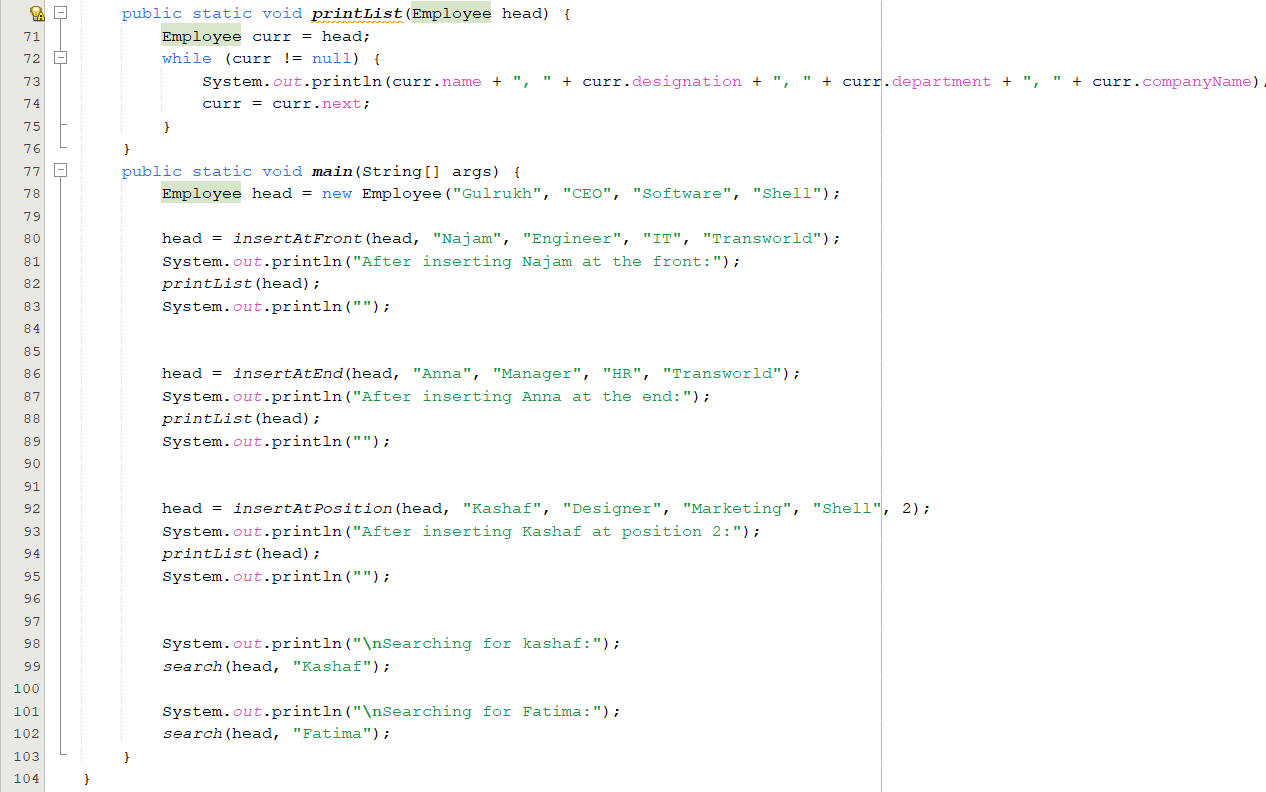 public static void printList(Employee head) {
71 Employee curr = head;
72 while (curr != null) {
73 System.out.println(curr.name + ", " + curr.designation + ", " + curr.department + ", " + curr.companyName);
74 curr = curr.next;
75 }
76 }
77 public static void main(String[] args) {
78 Employee head = new Employee("Gulrukh", "CEO", "Software", "Shell");
79
80 head = insertAtFront(head, "Najam", "Engineer", "IT", "Transworld");
81 System.out.println("After inserting Najam at the front:");
82 printList(head);
83 System.out.println("");
84
85
86 head = insertAtEnd(head, "Anna", "Manager", "HR", "Transworld");
87 System.out.println("After inserting Anna at the end:");
88 printList(head);
89 System.out.println("");
90
91
92 head = insertAtPosition(head, "Kashaf", "Designer", "Marketing", "Shell", 2);
93 System.out.println("After inserting Kashaf at position 2:");
94 printList(head);
95 System.out.println("");
96
97
98 System.out.println("\nSearching for kashaf:");
99 search(head, "Kashaf");
100
101 System.out.println("\nSearching for Fatima:");
102 search(head, "Fatima");
103 }
104 }